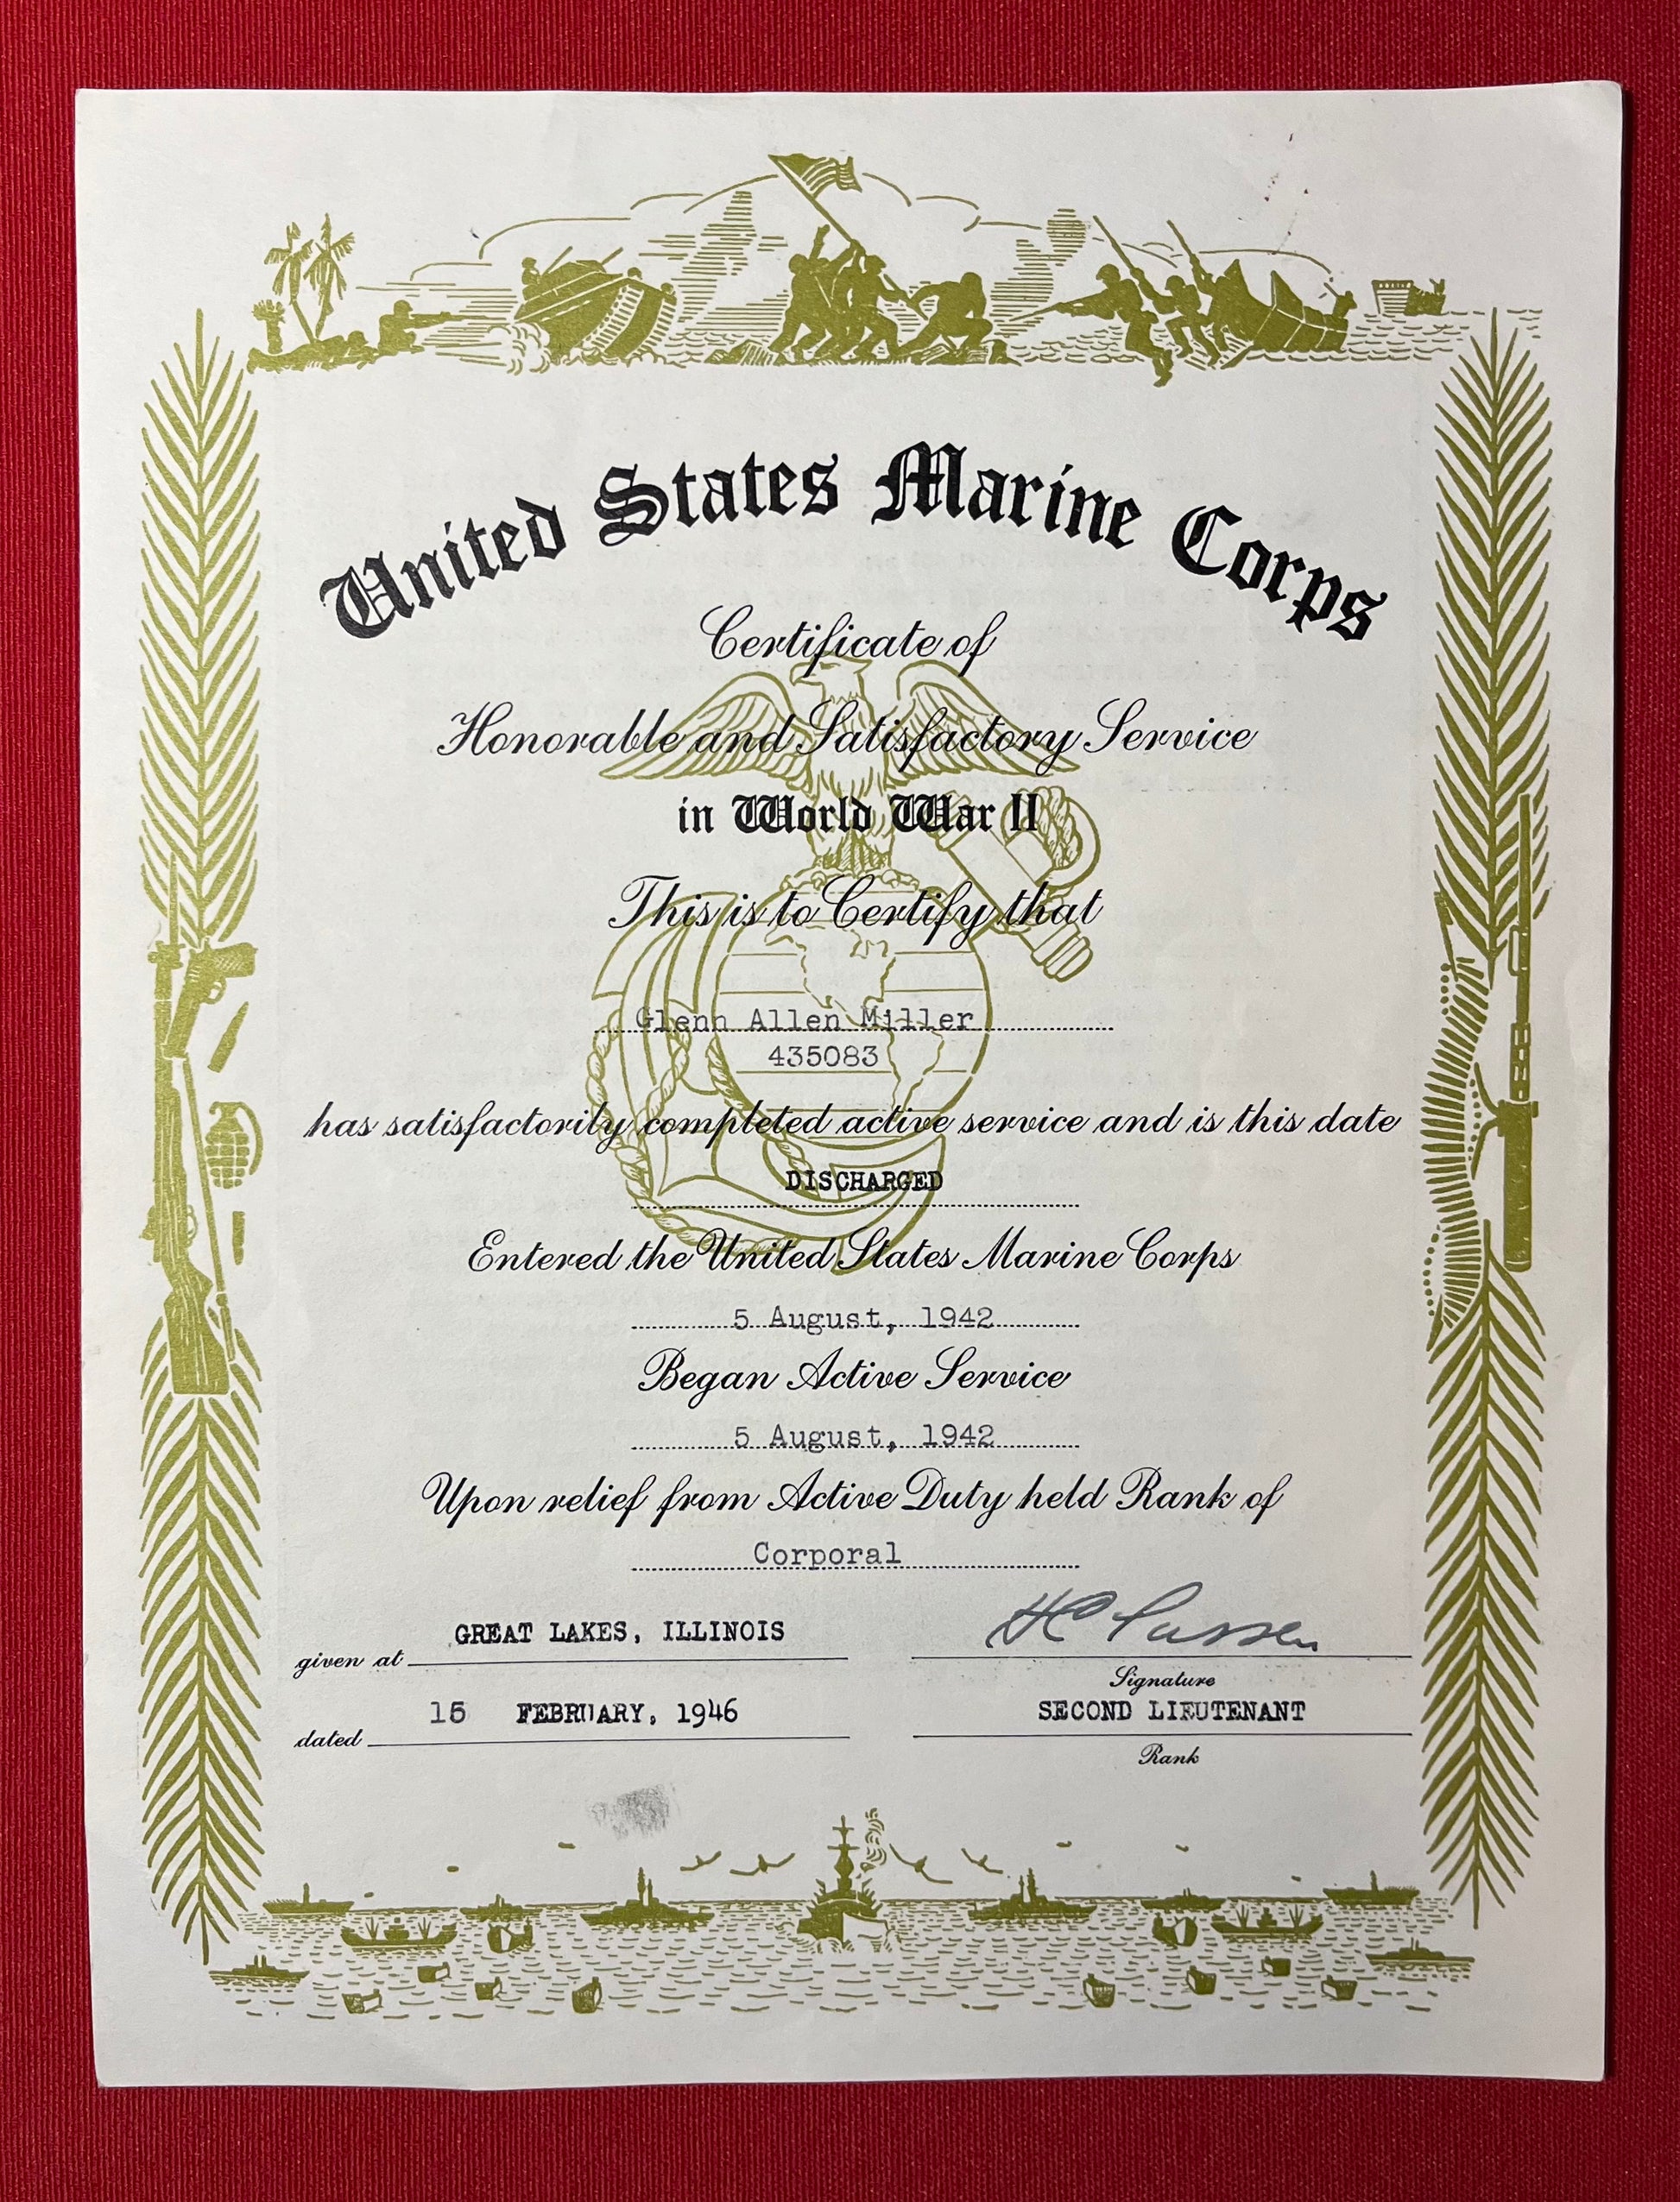 United States Marine Corps
Certificate of
Honorable and Satisfactory Service
in World War II
This is to Certify that
Glenn Allen Miller
435083
has satisfactorily completed active service and is this date
DISCHARGED
Entered the United States Marine Corps
5 August, 1942
Began Active Service
5 August, 1942
Upon relief from Active Duty held Rank of
Corporal
given at GREAT LAKES, ILLINOIS
Signature
dated 15 FEBRUARY, 1946
SECOND LIEUTENANT
Rank